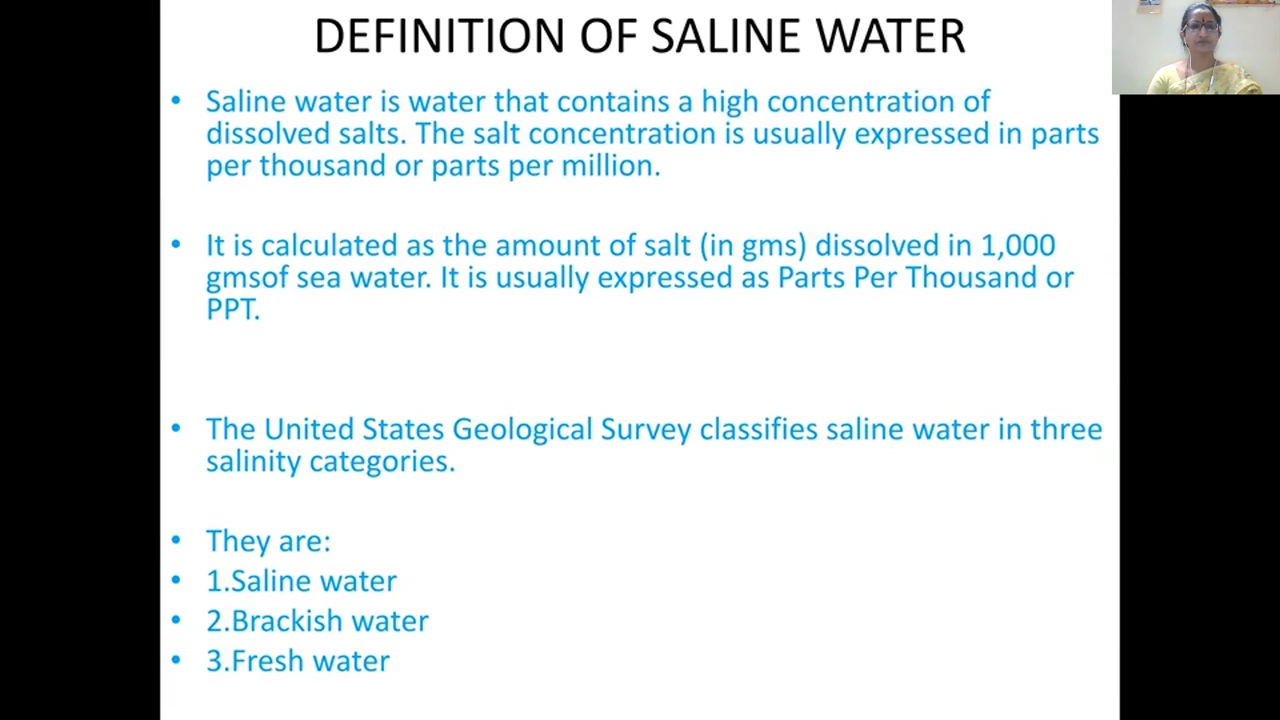 DEFINITION OF SALINE WATER
• Saline water is water that contains a high concentration of
dissolved salts. The salt concentration is usually expressed in parts
per thousand or parts per million.
• It is calculated as the amount of salt (in gms) dissolved in 1,000
gmsof sea water. It is usually expressed as Parts Per Thousand or
PPT.
• The United States Geological Survey classifies saline water in three
salinity categories.
• They are:
• 1.Saline water
• 2.Brackish water
• 3.Fresh water